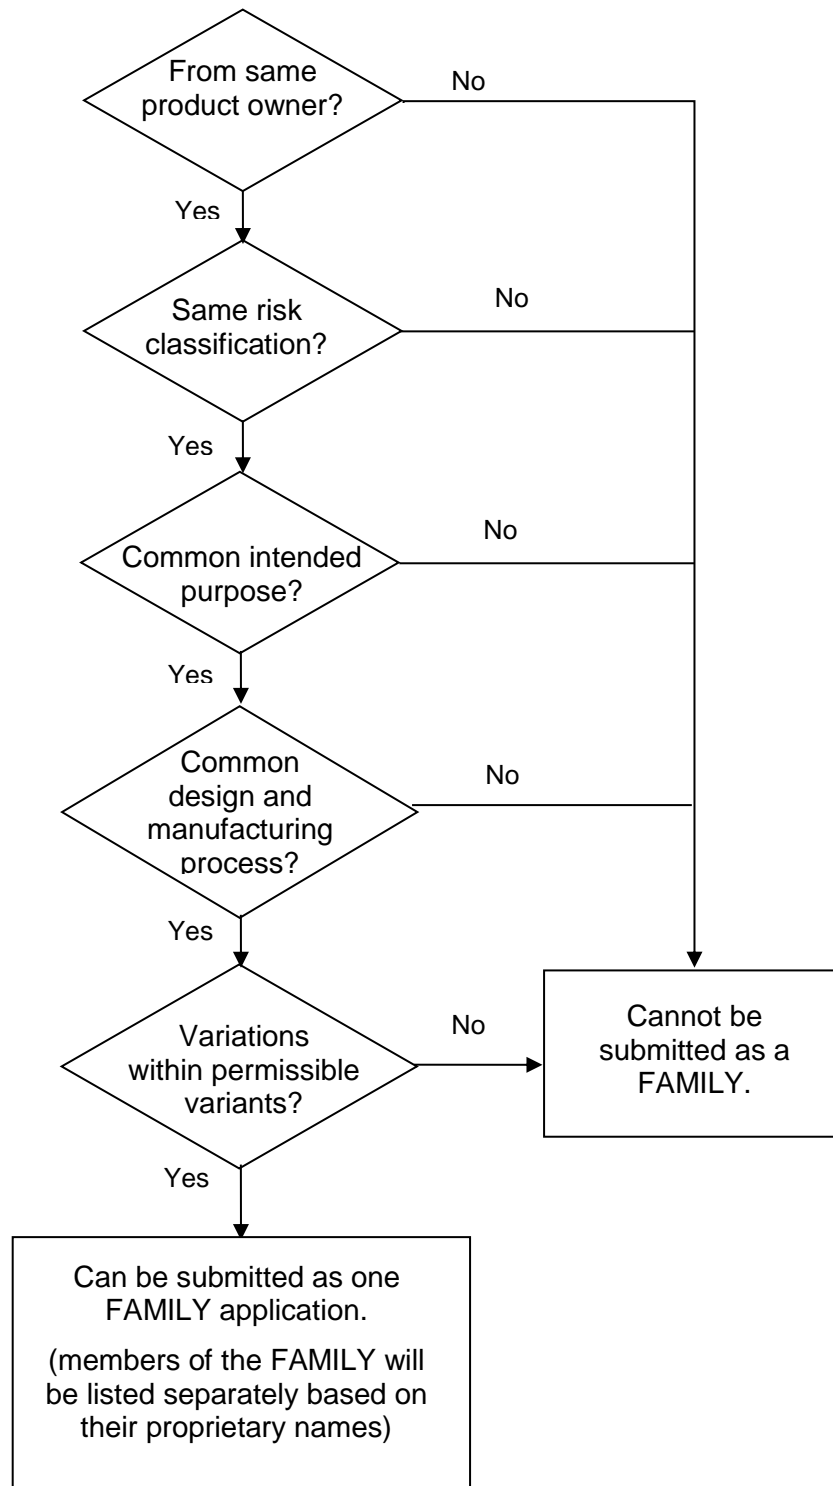 From same
product owner?
No
Yes
Same risk
classification?
No
Yes
Common intended
purpose?
No
Yes
Common
design and
manufacturing
process?
No
Yes
Variations
within permissible
variants?
No
Cannot be
submitted as a
FAMILY.
Yes
Can be submitted as one
FAMILY application.
(members of the FAMILY will
be listed separately based on
their proprietary names)